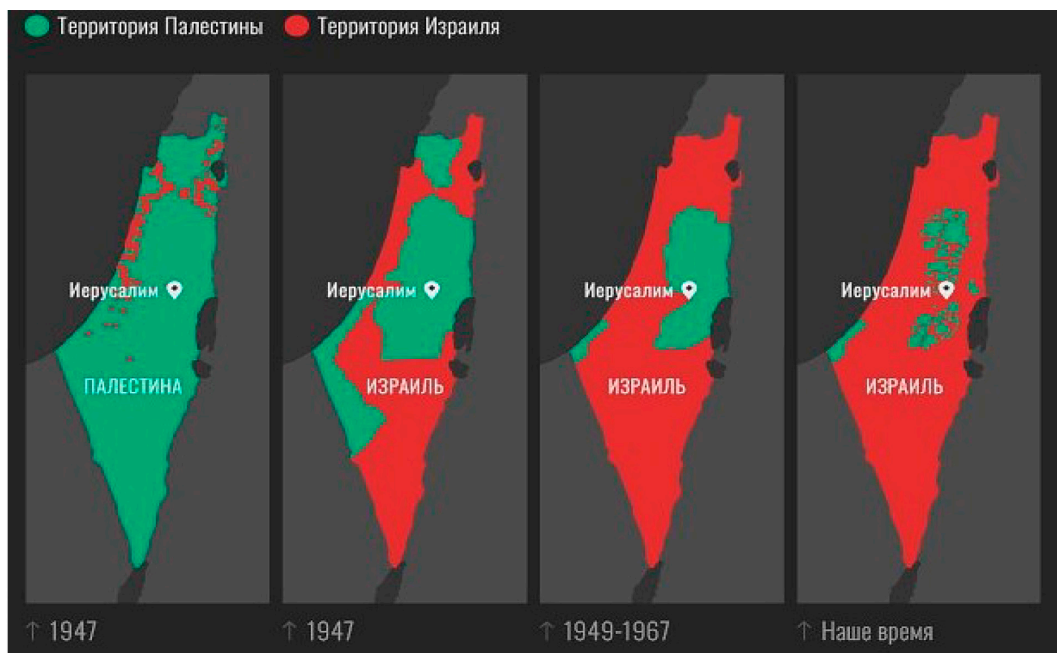 Территория Палестины Территория Израиля
Иерусалим
ПАЛЕСТИНА
↑ 1947
Иерусалим
ИЗРАИЛЬ
↑ 1947
Иерусалим
ИЗРАИЛЬ
↑ 1949-1967
Иерусалим
ИЗРАИЛЬ
↑ Наше время